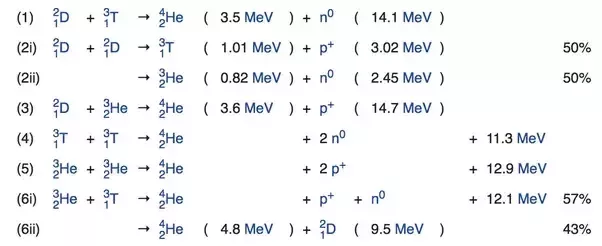 (1) ²₁D + ³₁T → ⁴₂He ( 3.5 MeV ) + n⁰ ( 14.1 MeV )
(2i) ²₁D + ²₁D → ³₁T ( 1.01 MeV ) + p⁺ ( 3.02 MeV ) 50%
(2ii) → ³₂He ( 0.82 MeV ) + n⁰ ( 2.45 MeV ) 50%
(3) ²₁D + ³₂He → ⁴₂He ( 3.6 MeV ) + p⁺ ( 14.7 MeV )
(4) ³₁T + ³₁T → ⁴₂He + 2 n⁰ + 11.3 MeV
(5) ³₂He + ³₂He → ⁴₂He + 2 p⁺ + 12.9 MeV
(6i) ³₂He + ³₁T → ⁴₂He + p⁺ + n⁰ + 12.1 MeV 57%
(6ii) → ⁴₂He ( 4.8 MeV ) + ²₁D ( 9.5 MeV ) 43%